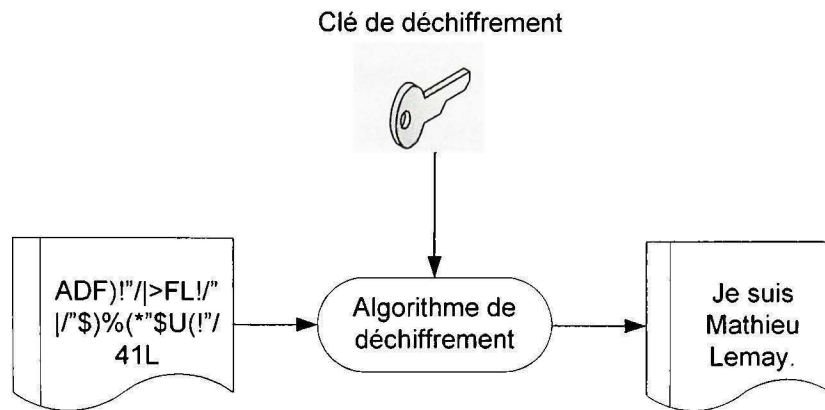 Clé de déchiffrement
ADF)!"/|>FL!/"
|/"$)%(*"$U(!"/
41L
Algorithme de
déchiffrement
Je suis
Mathieu
Lemay.